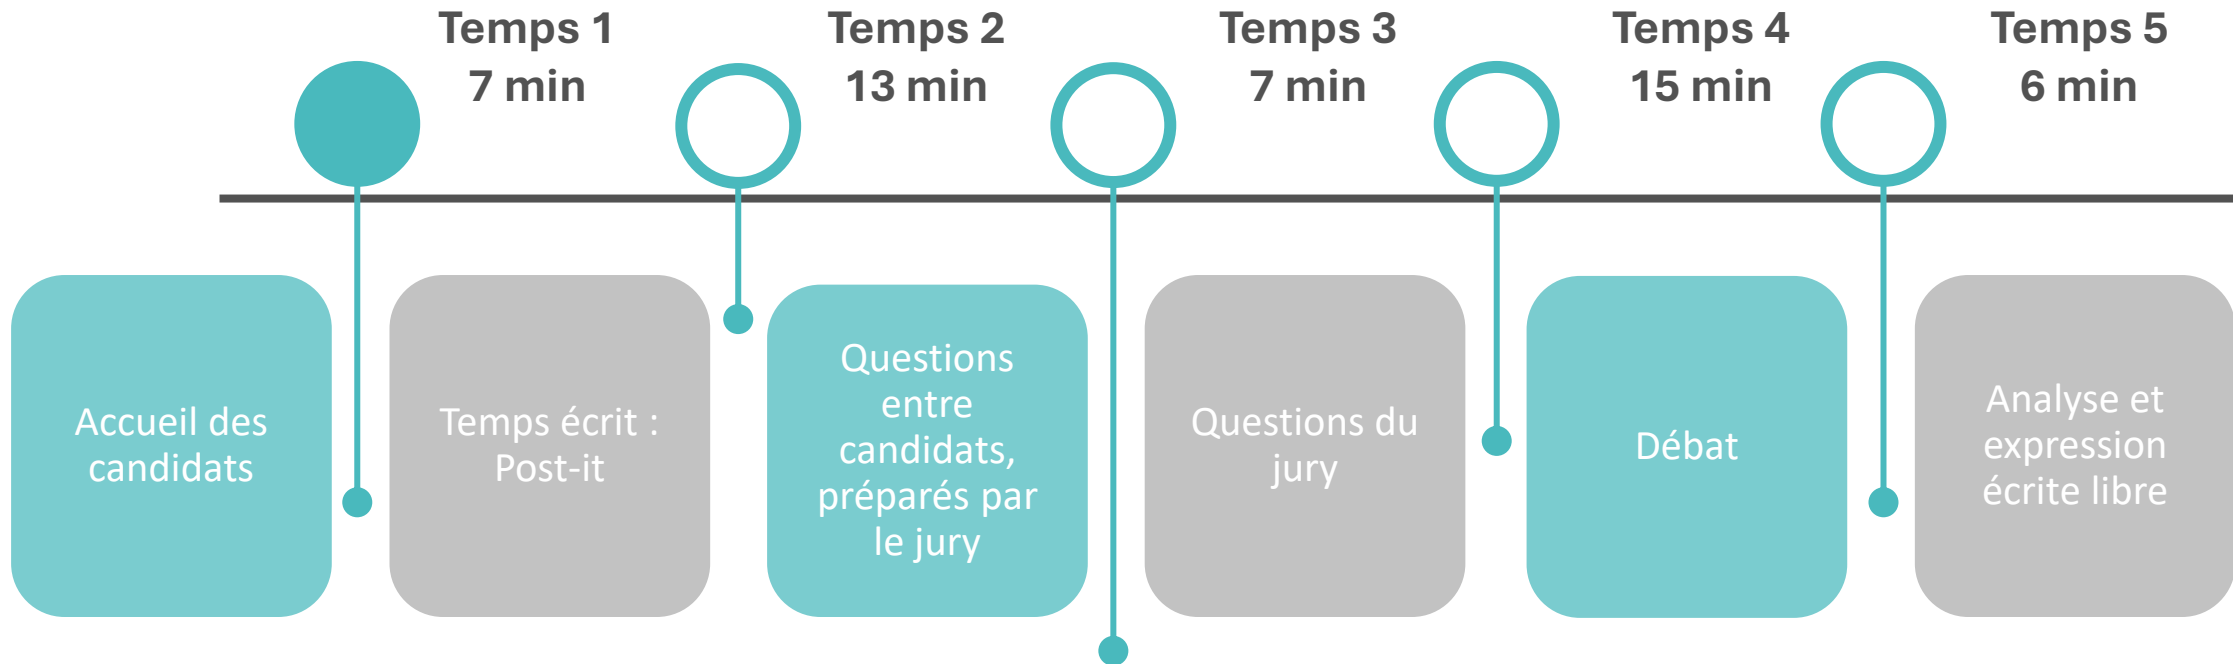 Temps 1
7 min
Temps 2
13 min
Temps 3
7 min
Temps 4
15 min
Temps 5
6 min
Accueil des
candidats
Temps écrit :
Post-it
Questions
entre
candidats,
préparés par
le jury
Questions du
jury
Débat
Analyse et
expression
écrite libre